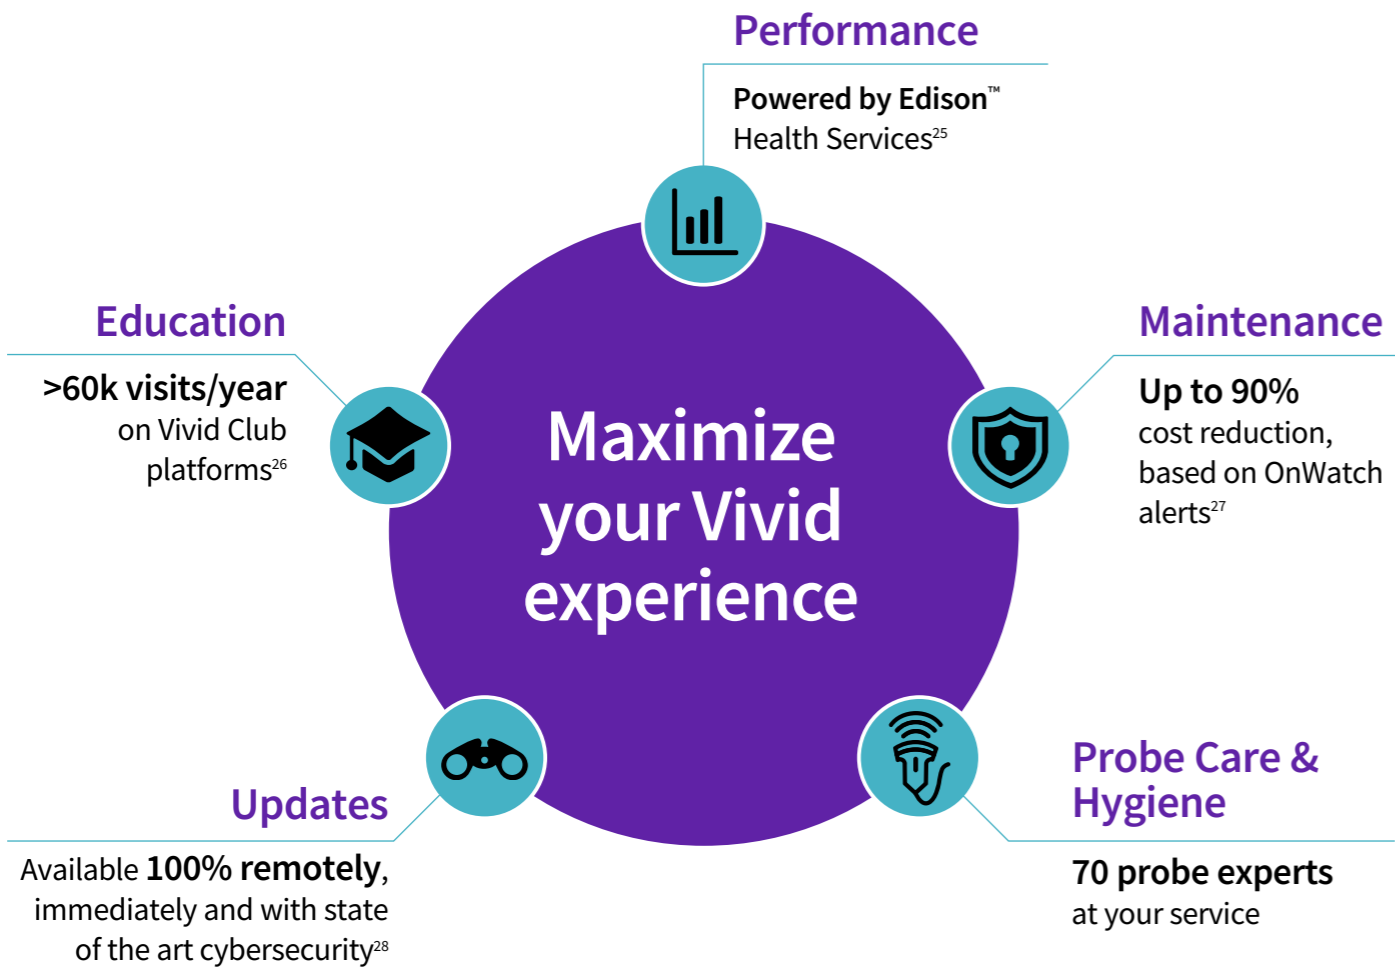 Performance
Powered by Edison™
Health Services²⁵
Education
>60k visits/year
on Vivid Club
platforms²⁶
Maintenance
Up to 90%
cost reduction,
based on OnWatch
alerts²⁷
Maximize
your Vivid
experience
Updates
Available 100% remotely,
immediately and with state
of the art cybersecurity²⁸
Probe Care &
Hygiene
70 probe experts
at your service